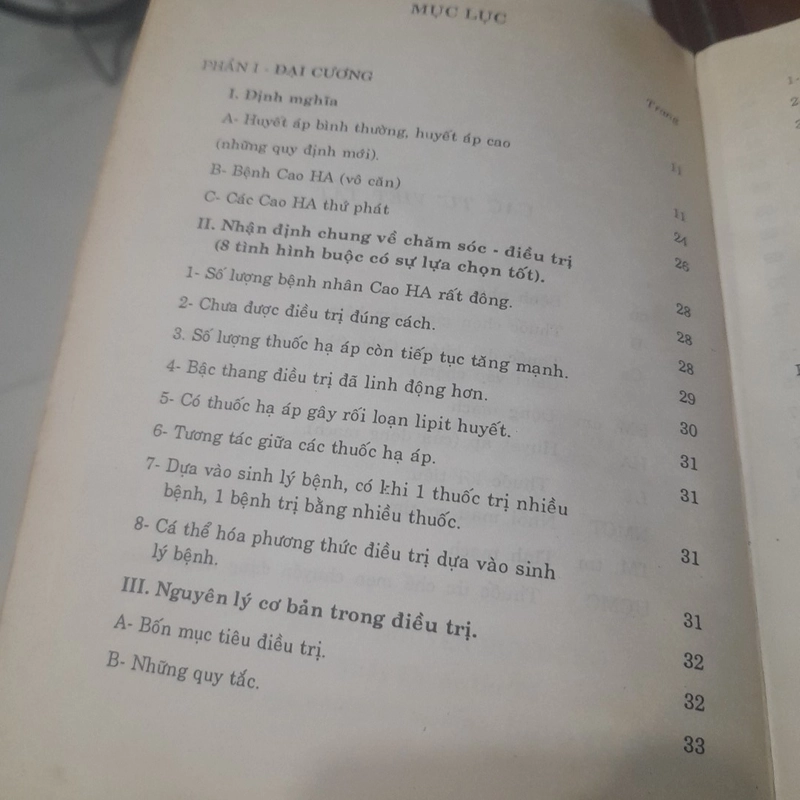 MỤC LỤC
Trang
PHẦN I - ĐẠI CƯƠNG
I. Định mghĩa
A- Huyết áp bình thường, huyết áp cao
(những quy định mới). 11
B- Bệnh Cao HA (vô căn) 11
C- Các Cao HA thứ phát 24
II. Nhận định chung về chăm sóc - điều trị
(8 tình hình buộc có sự lựa chọn tốt). 26
1- Số lượng bệnh nhân Cao HA rất đông. 28
2- Chưa được điều trị đúng cách. 28
3. Số lượng thuốc hạ áp còn tiếp tục tăng mạnh. 28
4- Bậc thang điều trị đã linh động hơn. 29
5- Có thuốc hạ áp gây rối loạn lipit huyết. 30
6- Tương tác giữa các thuốc hạ áp. 31
7- Dựa vào sinh lý bệnh, có khi 1 thuốc trị nhiều
bệnh, 1 bệnh trị bằng nhiều thuốc. 31
8- Cá thể hóa phương thức điều trị dựa vào sinh
lý bệnh. 31
III. Nguyên lý cơ bản trong điều trị. 31
A- Bốn mục tiêu điều trị. 32
B- Những quy tắc. 32
33